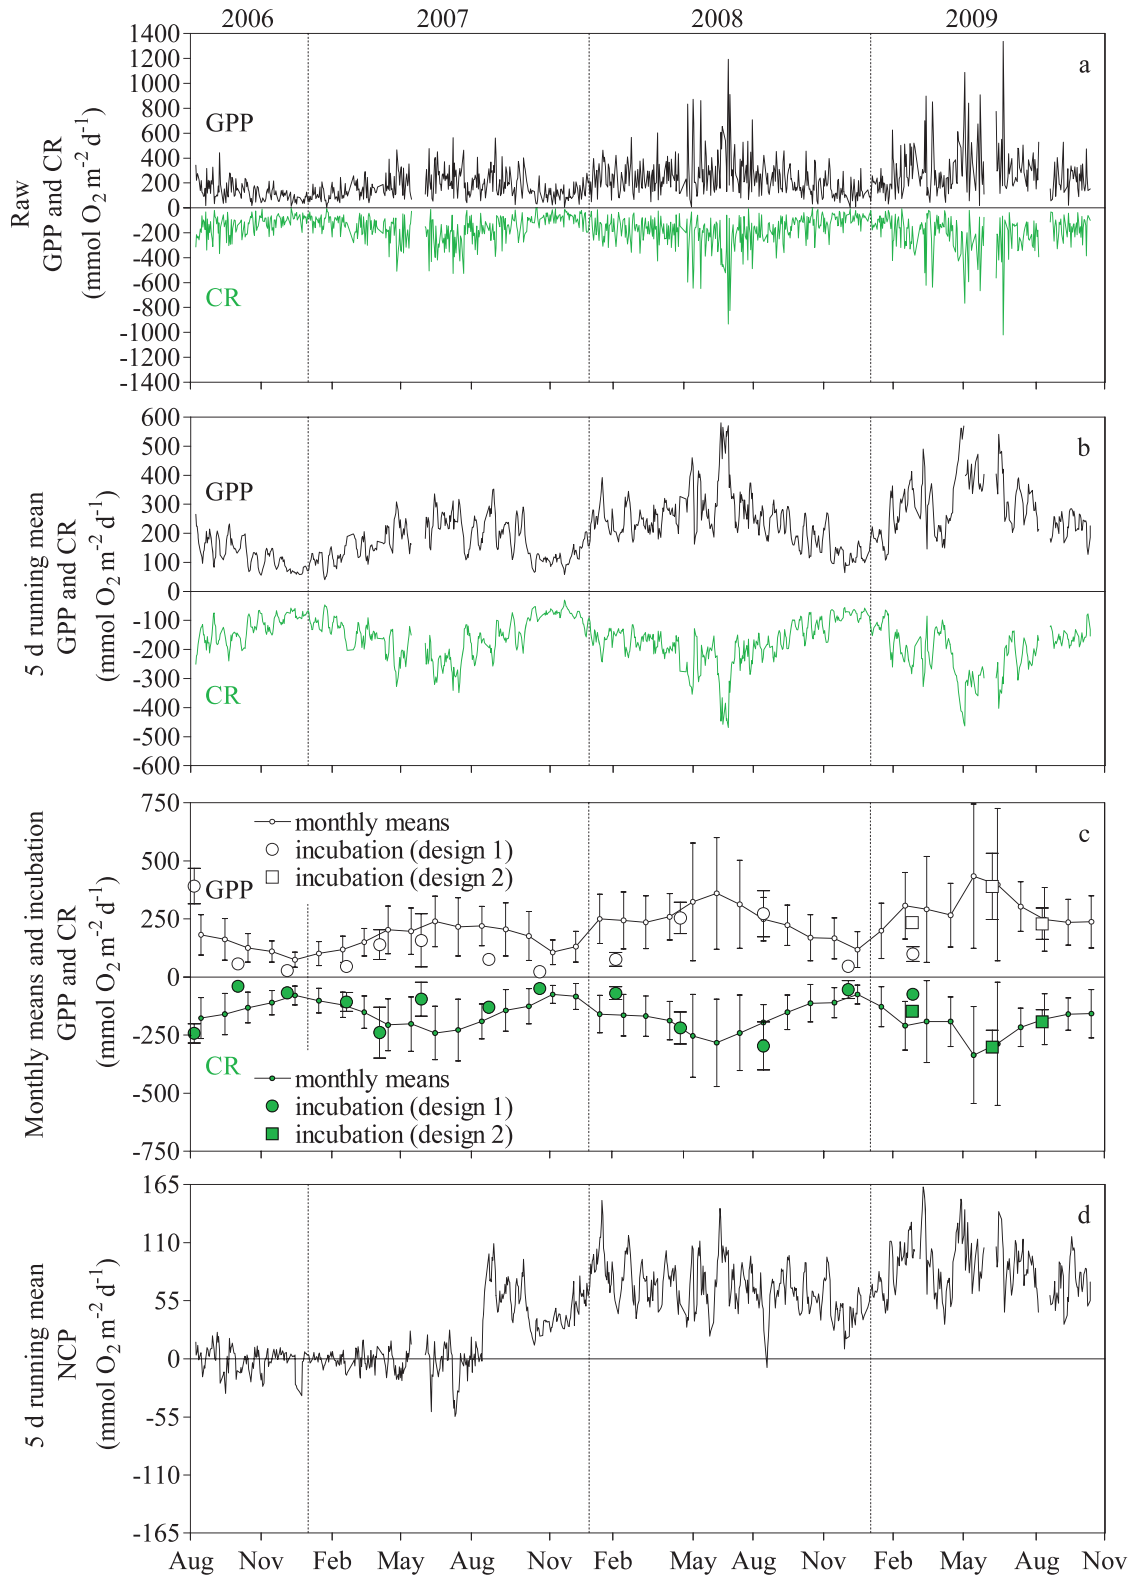 2006 2007 2008 2009
Raw
GPP and CR
(mmol O2 m-2 d-1)
1400
1200
1000
800
600
400
200
0
-200
-400
-600
-800
-1000
-1200
-1400
GPP
CR
a
5 d running mean
GPP and CR
(mmol O2 m-2 d-1)
600
500
400
300
200
100
0
-100
-200
-300
-400
-500
-600
GPP
CR
b
Monthly means and incubation
GPP and CR
(mmol O2 m-2 d-1)
750
500
250
0
-250
-500
-750
monthly means
incubation (design 1)
incubation (design 2)
GPP
c
CR
monthly means
incubation (design 1)
incubation (design 2)
5 d running mean
NCP
(mmol O2 m-2 d-1)
165
110
55
0
-55
-110
-165
d
Aug Nov Feb May Aug Nov Feb May Aug Nov Feb May Aug Nov